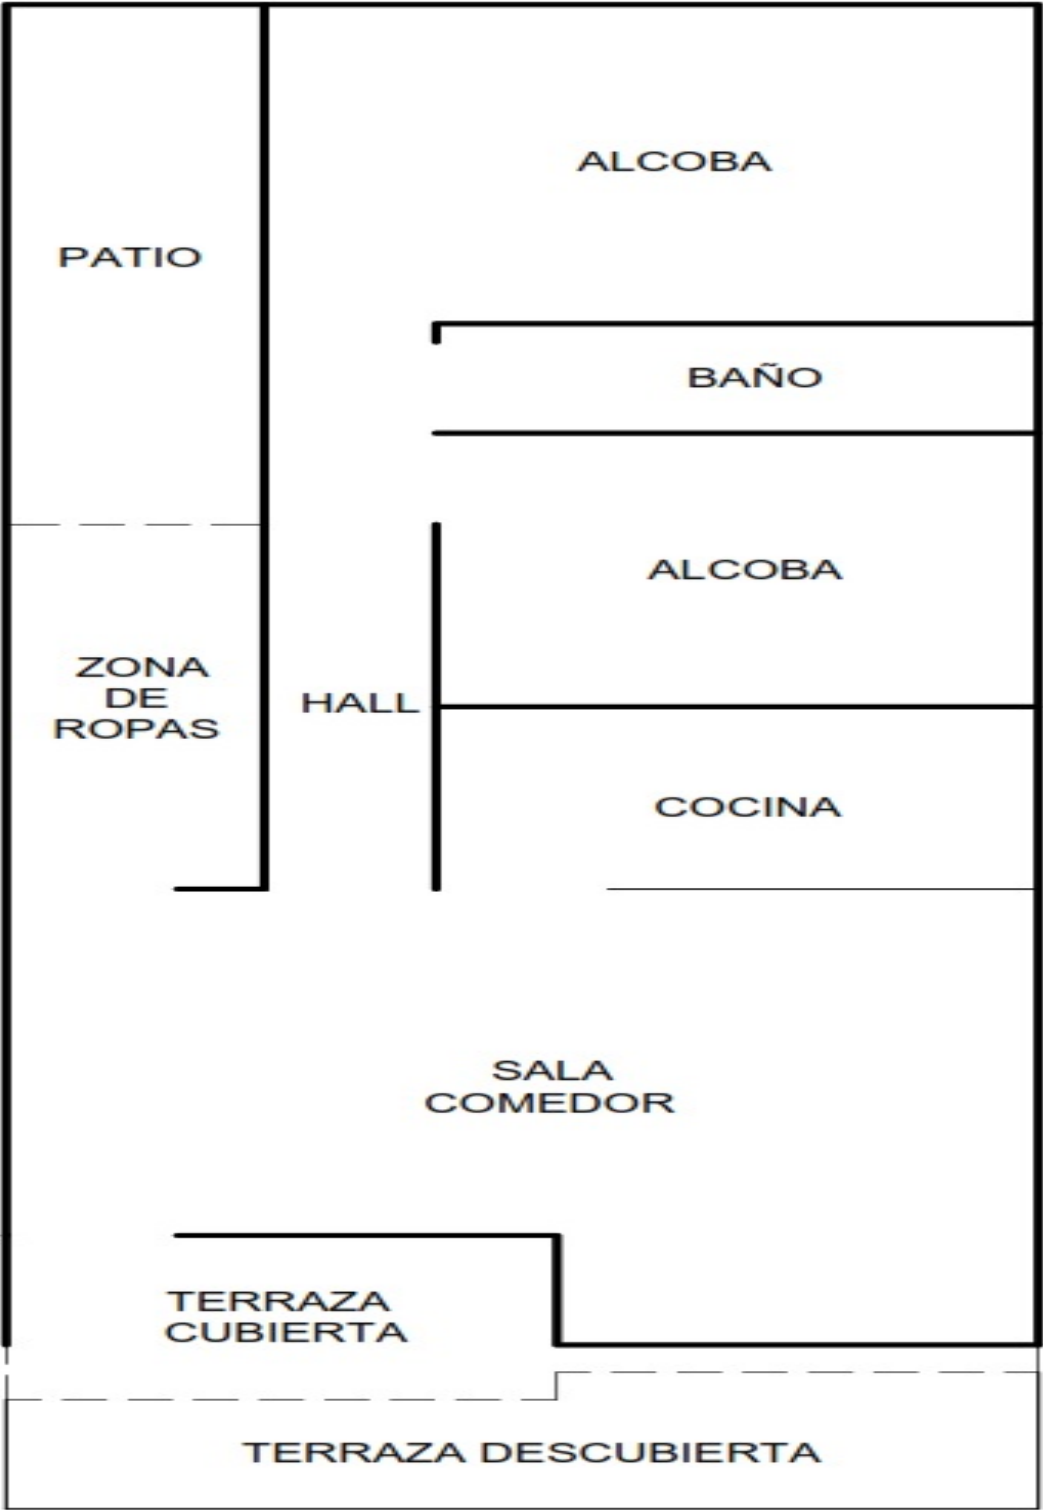 ALCOBA
PATIO
BAÑO
ALCOBA
ZONA
DE
ROPAS
HALL
COCINA
SALA
COMEDOR
TERRAZA
CUBIERTA
TERRAZA DESCUBIERTA